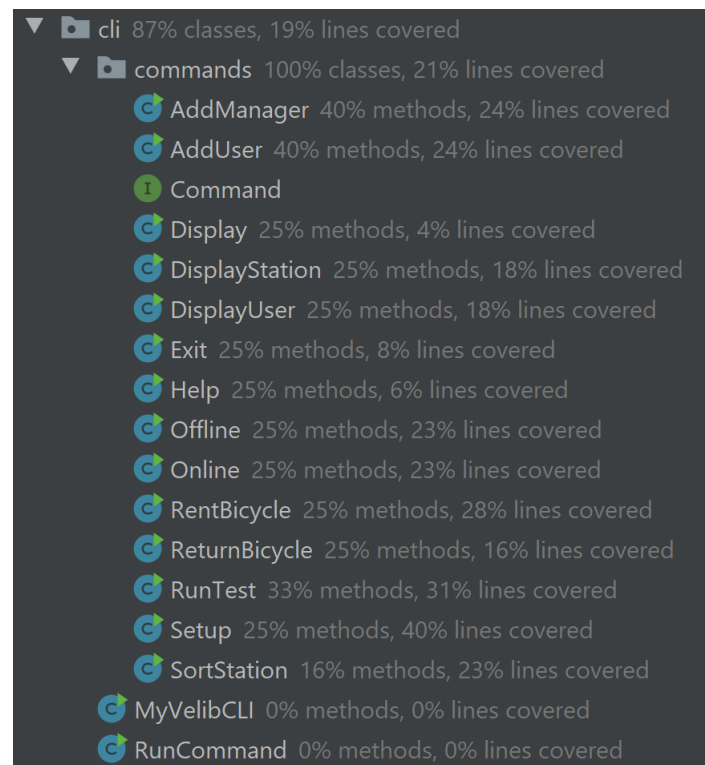 cli 87% classes, 19% lines covered
commands 100% classes, 21% lines covered
C AddManager 40% methods, 24% lines covered
C AddUser 40% methods, 24% lines covered
I Command
C Display 25% methods, 4% lines covered
C DisplayStation 25% methods, 18% lines covered
C DisplayUser 25% methods, 18% lines covered
C Exit 25% methods, 8% lines covered
C Help 25% methods, 6% lines covered
C Offline 25% methods, 23% lines covered
C Online 25% methods, 23% lines covered
C RentBicycle 25% methods, 28% lines covered
C ReturnBicycle 25% methods, 16% lines covered
C RunTest 33% methods, 31% lines covered
C Setup 25% methods, 40% lines covered
C SortStation 16% methods, 23% lines covered
C MyVelibCLI 0% methods, 0% lines covered
C RunCommand 0% methods, 0% lines covered